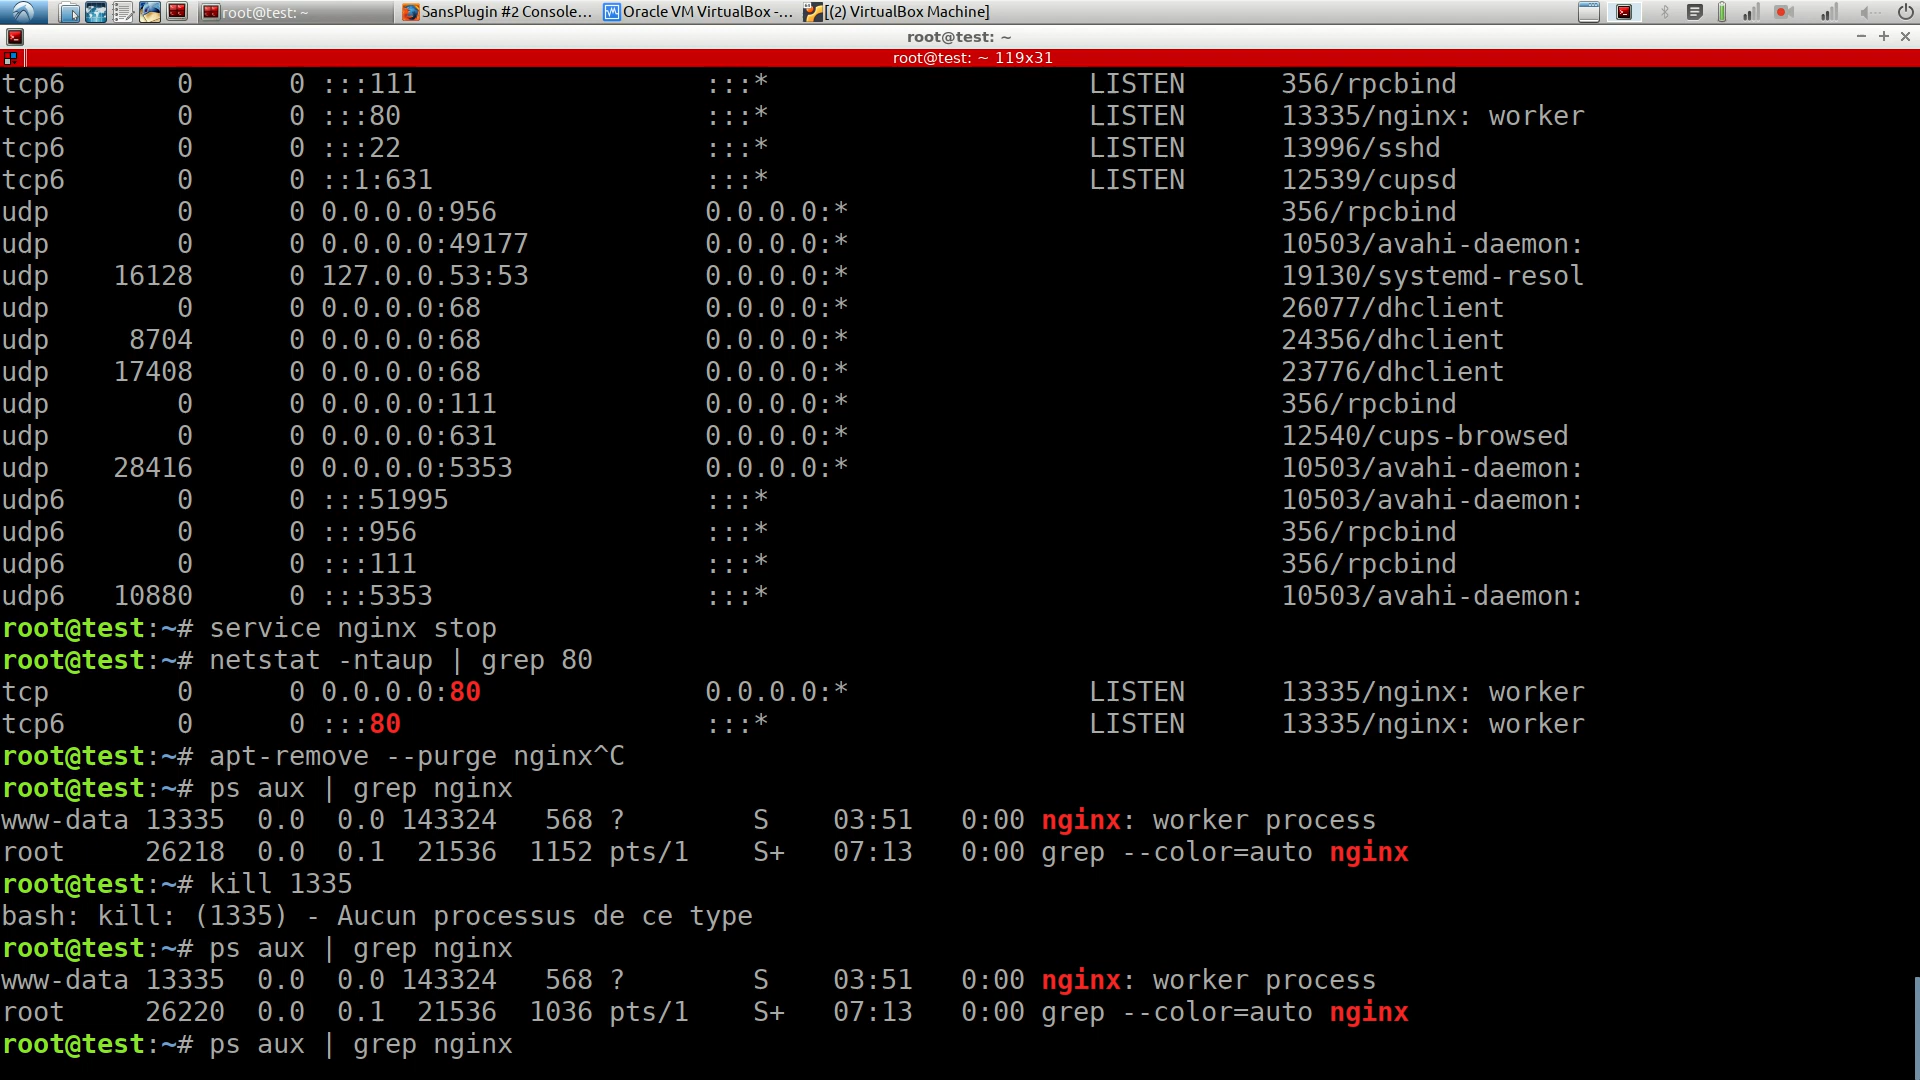 root@test: ~ SansPlugin #2 Console... Oracle VM VirtualBox -... [(2) VirtualBox Machine]
root@test: ~
root@test: ~ 119x31
tcp6 0 0 :::111 :::* LISTEN 356/rpcbind
tcp6 0 0 :::80 :::* LISTEN 13335/nginx: worker
tcp6 0 0 :::22 :::* LISTEN 13996/sshd
tcp6 0 0 ::1:631 :::* LISTEN 12539/cupsd
udp 0 0 0.0.0.0:956 0.0.0.0:* 356/rpcbind
udp 0 0 0.0.0.0:49177 0.0.0.0:* 10503/avahi-daemon:
udp 16128 0 127.0.0.53:53 0.0.0.0:* 19130/systemd-resol
udp 0 0 0.0.0.0:68 0.0.0.0:* 26077/dhclient
udp 8704 0 0.0.0.0:68 0.0.0.0:* 24356/dhclient
udp 17408 0 0.0.0.0:68 0.0.0.0:* 23776/dhclient
udp 0 0 0.0.0.0:111 0.0.0.0:* 356/rpcbind
udp 0 0 0.0.0.0:631 0.0.0.0:* 12540/cups-browsed
udp 28416 0 0.0.0.0:5353 0.0.0.0:* 10503/avahi-daemon:
udp6 0 0 :::51995 :::* 10503/avahi-daemon:
udp6 0 0 :::956 :::* 356/rpcbind
udp6 0 0 :::111 :::* 356/rpcbind
udp6 10880 0 :::5353 :::* 10503/avahi-daemon:
root@test:~# service nginx stop
root@test:~# netstat -ntaup | grep 80
tcp 0 0 0.0.0.0:80 0.0.0.0:* LISTEN 13335/nginx: worker
tcp6 0 0 :::80 :::* LISTEN 13335/nginx: worker
root@test:~# apt-remove --purge nginx^C
root@test:~# ps aux | grep nginx
www-data 13335 0.0 0.0 143324 568 ? S 03:51 0:00 nginx: worker process
root 26218 0.0 0.1 21536 1152 pts/1 S+ 07:13 0:00 grep --color=auto nginx
root@test:~# kill 1335
bash: kill: (1335) - Aucun processus de ce type
root@test:~# ps aux | grep nginx
www-data 13335 0.0 0.0 143324 568 ? S 03:51 0:00 nginx: worker process
root 26220 0.0 0.1 21536 1036 pts/1 S+ 07:13 0:00 grep --color=auto nginx
root@test:~# ps aux | grep nginx